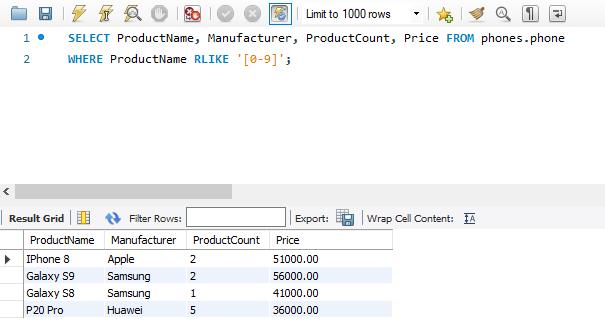 Limit to 1000 rows
1 SELECT ProductName, Manufacturer, ProductCount, Price FROM phones.phone
2 WHERE ProductName RLIKE '[0-9]';
Result Grid Filter Rows: Export: Wrap Cell Content:
ProductName Manufacturer ProductCount Price
IPhone 8 Apple 2 51000.00
Galaxy S9 Samsung 2 56000.00
Galaxy S8 Samsung 1 41000.00
P20 Pro Huawei 5 36000.00